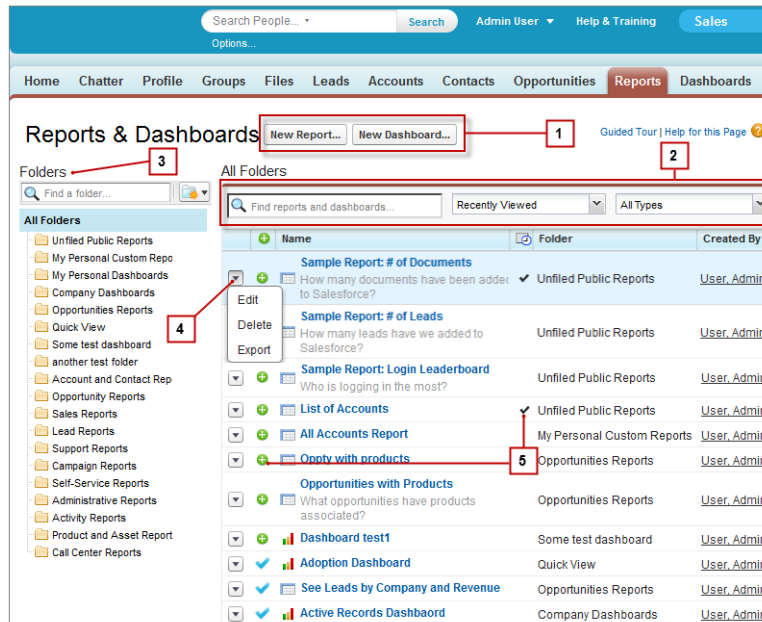 Search People...
Search
Admin User
Help & Training
Sales
Options...
Home Chatter Profile Groups Files Leads Accounts Contacts Opportunities Reports Dashboards
Reports & Dashboards
New Report...
New Dashboard...
1
Guided Tour | Help for this Page ?
2
Folders
3
Find a folder...
All Folders
Unfiled Public Reports
My Personal Custom Repo
My Personal Dashboards
Company Dashboards
Opportunities Reports
Quick View
Some test dashboard
another test folder
Account and Contact Rep
Opportunity Reports
Sales Reports
Lead Reports
Support Reports
Campaign Reports
Self-Service Reports
Administrative Reports
Activity Reports
Product and Asset Report
Call Center Reports
All Folders
Find reports and dashboards...
Recently Viewed
All Types
Name Folder Created By
Sample Report: # of Documents
How many documents have been added
to Salesforce?
Unfiled Public Reports
User, Admin
Edit
Delete
Export
4
Sample Report: # of Leads
How many leads have we added to
Salesforce?
Unfiled Public Reports
User, Admin
Sample Report: Login Leaderboard
Who is logging in the most?
Unfiled Public Reports
User, Admin
List of Accounts Unfiled Public Reports User, Admin
All Accounts Report My Personal Custom Reports User, Admin
Oppty with products 5 Opportunities Reports User, Admin
Opportunities with Products
What opportunities have products
associated?
Opportunities Reports
User, Admin
Dashboard test1 Some test dashboard User, Admin
Adoption Dashboard Quick View User, Admin
See Leads by Company and Revenue Opportunities Reports User, Admin
Active Records Dashbaord Company Dashboards User, Admin